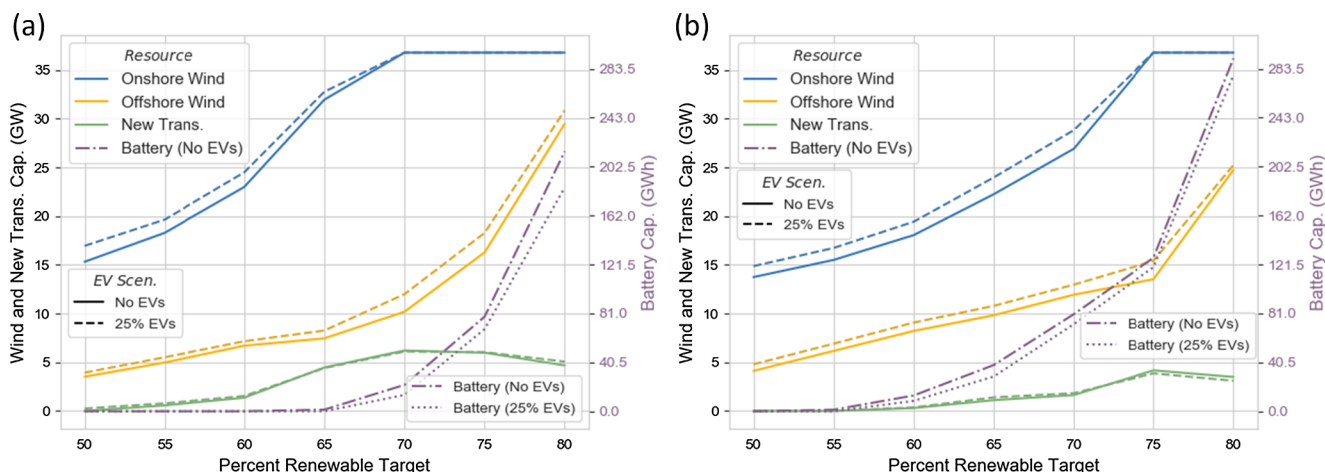 (a)
Resource
Onshore Wind
Offshore Wind
New Trans.
Battery (No EVs)
EV Scen.
No EVs
25% EVs
Battery (No EVs)
Battery (25% EVs)
Wind and New Trans. Cap. (GW)
35
30
25
20
15
10
5
0
283.5
243.0
202.5
162.0
121.5
81.0
40.5
0.0
Battery Cap. (GWh)
50 55 60 65 70 75 80
Percent Renewable Target
(b)
Resource
Onshore Wind
Offshore Wind
New Trans.
Battery (No EVs)
EV Scen.
No EVs
25% EVs
Battery (No EVs)
Battery (25% EVs)
Wind and New Trans. Cap. (GW)
35
30
25
20
15
10
5
0
283.5
243.0
202.5
162.0
121.5
81.0
40.5
0.0
Battery Cap. (GWh)
50 55 60 65 70 75 80
Percent Renewable Target